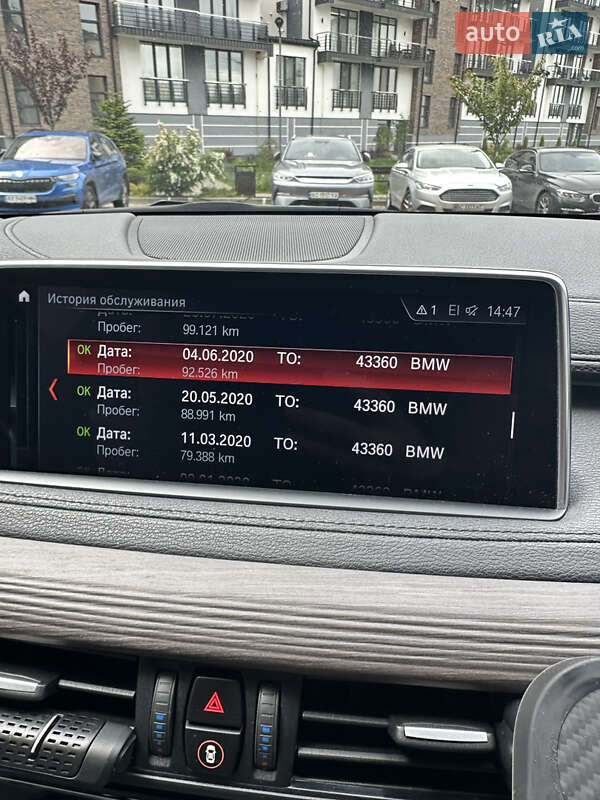 auto RIA
История обслуживания
1 EI 14:47
Пробег:
99.121 km
OK Дата: 04.06.2020 ТО: 43360 BMW
Пробег: 92.526 km
OK Дата: 20.05.2020 ТО: 43360 BMW
Пробег: 88.991 km
OK Дата: 11.03.2020 ТО: 43360 BMW
Пробег: 79.388 km